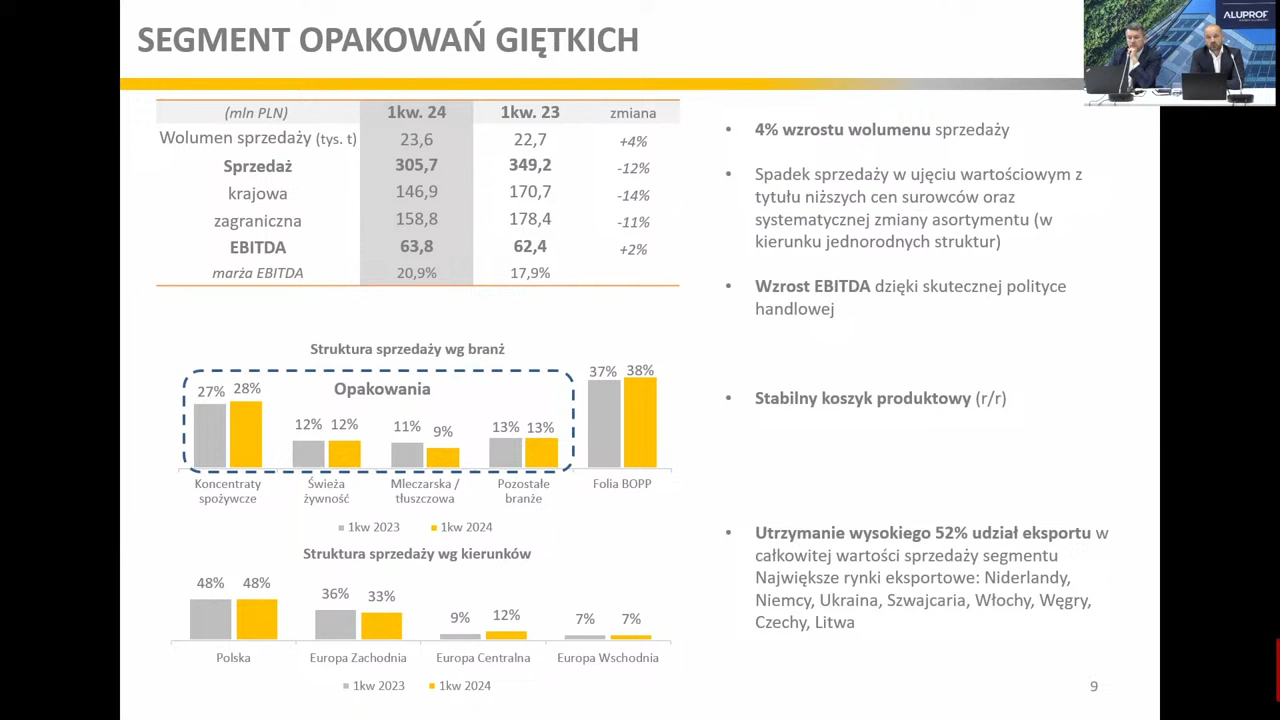 SEGMENT OPAKOWAŃ GIĘTKICH
ALUPROF
(mln PLN) 1kw. 24 1kw. 23 zmiana
Wolumen sprzedaży (tys. t) 23,6 22,7 +4%
Sprzedaż 305,7 349,2 -12%
krajowa 146,9 170,7 -14%
zagraniczna 158,8 178,4 -11%
EBITDA 63,8 62,4 +2%
marża EBITDA 20,9% 17,9%
• 4% wzrostu wolumenu sprzedaży
• Spadek sprzedaży w ujęciu wartościowym z
tytułu niższych cen surowców oraz
systematycznej zmiany asortymentu (w
kierunku jednorodnych struktur)
• Wzrost EBITDA dzięki skutecznej polityce
handlowej
Struktura sprzedaży wg branż
Opakowania
27% 28% 12% 12% 11% 9% 13% 13% 37% 38%
Koncentraty Świeża Mleczarska / Pozostałe Folia BOPP
spożywcze żywność tłuszczowa branże
1kw 2023 1kw 2024
• Stabilny koszyk produktowy (r/r)
Struktura sprzedaży wg kierunków
48% 48% 36% 33% 9% 12% 7% 7%
Polska Europa Zachodnia Europa Centralna Europa Wschodnia
1kw 2023 1kw 2024
• Utrzymanie wysokiego 52% udział eksportu w
całkowitej wartości sprzedaży segmentu
Największe rynki eksportowe: Niderlandy,
Niemcy, Ukraina, Szwajcaria, Włochy, Węgry,
Czechy, Litwa
9